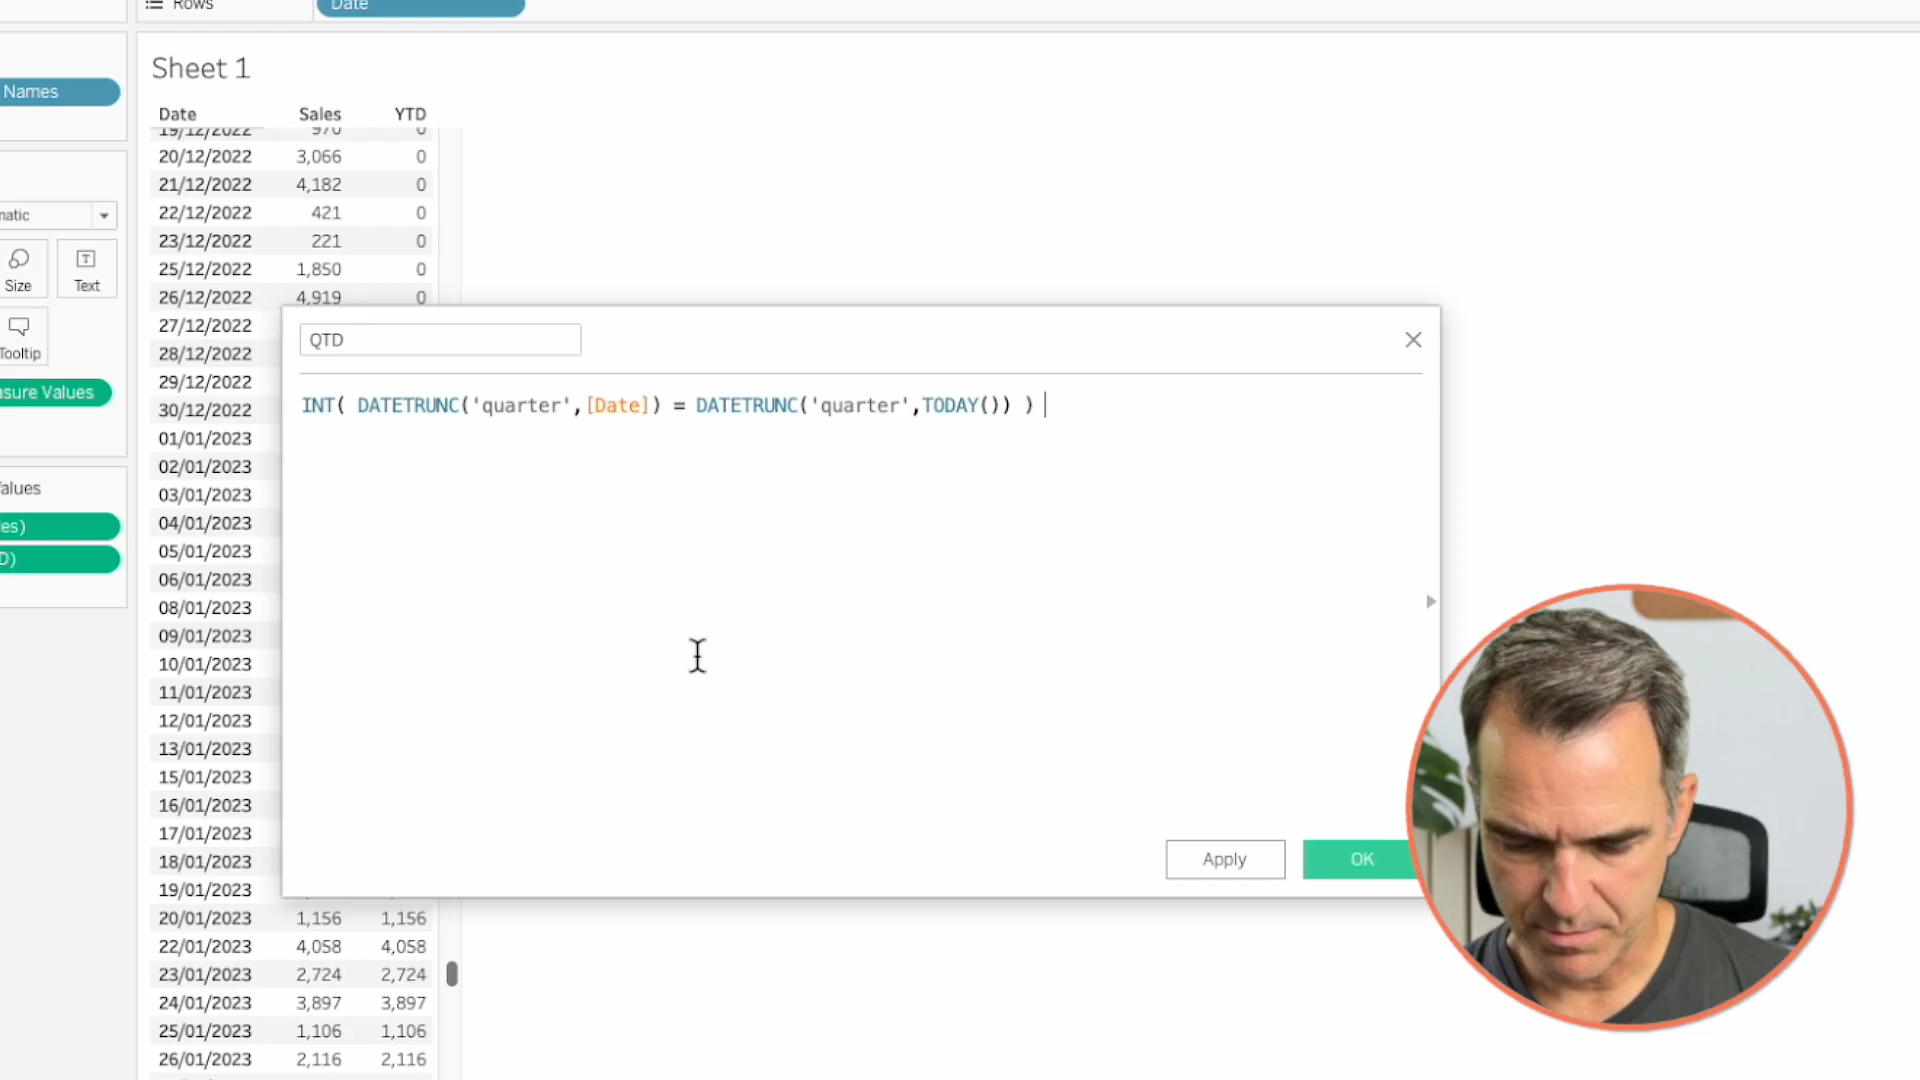 Rows
Date
Names
matic
Size
Text
Tooltip
asure Values
alues
es)
D)
Sheet 1
Date Sales YTD
19/12/2022 970 0
20/12/2022 3,066 0
21/12/2022 4,182 0
22/12/2022 421 0
23/12/2022 221 0
25/12/2022 1,850 0
26/12/2022 4,919 0
27/12/2022
28/12/2022
29/12/2022
30/12/2022
01/01/2023
02/01/2023
03/01/2023
04/01/2023
05/01/2023
06/01/2023
08/01/2023
09/01/2023
10/01/2023
11/01/2023
12/01/2023
13/01/2023
15/01/2023
16/01/2023
17/01/2023
18/01/2023
19/01/2023
20/01/2023 1,156 1,156
22/01/2023 4,058 4,058
23/01/2023 2,724 2,724
24/01/2023 3,897 3,897
25/01/2023 1,106 1,106
26/01/2023 2,116 2,116
QTD
INT( DATETRUNC('quarter',[Date]) = DATETRUNC('quarter',TODAY()) )
Apply
OK